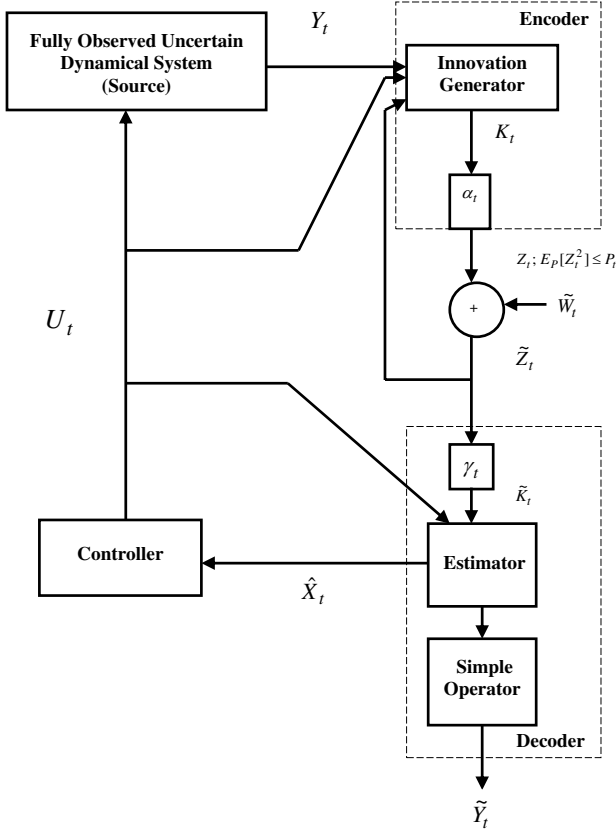 Fully Observed Uncertain
Dynamical System
(Source)
Y_t
Encoder
Innovation
Generator
K_t
α_t
Z_t ; E_P[Z_t^2] ≤ P_t
+
W̃_t
Z̃_t
U_t
γ_t
K̃_t
Controller
X̂_t
Estimator
Simple
Operator
Decoder
Ỹ_t